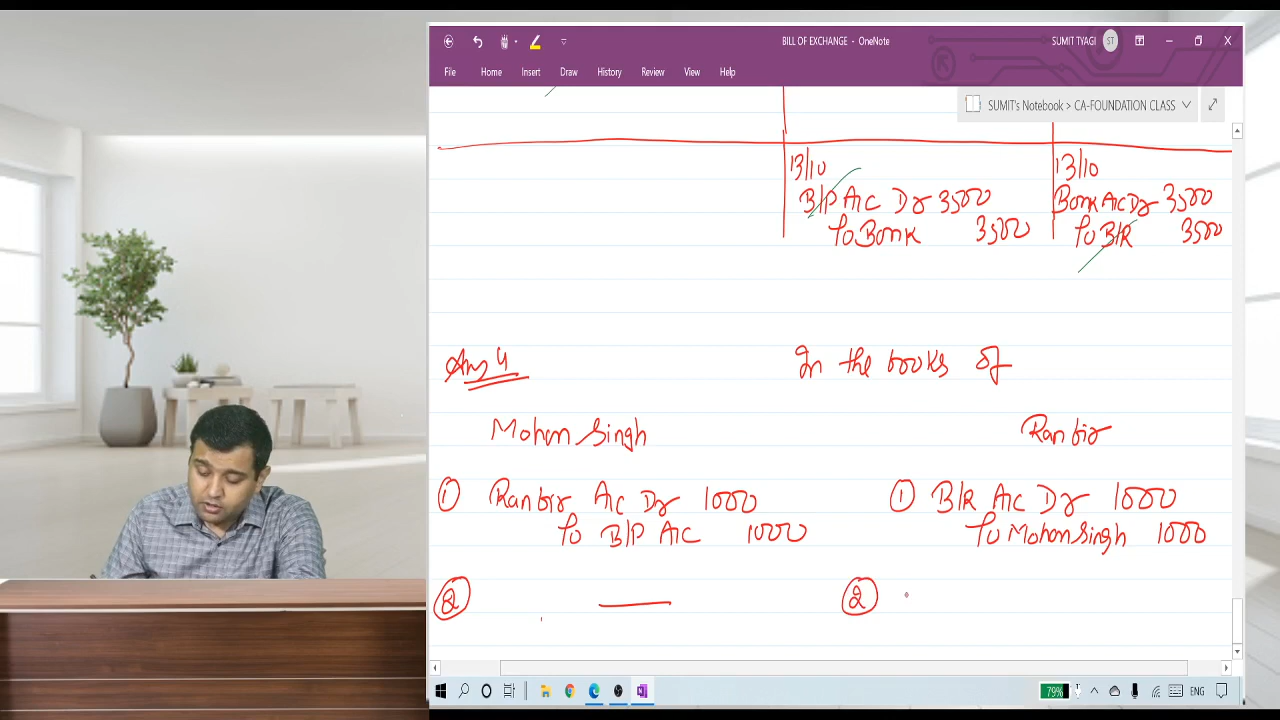 BILL OF EXCHANGE - OneNote
SUMIT TYAGI ST
File Home Insert Draw History Review View Help
SUMIT's Notebook > CA-FOUNDATION CLASS
13/10
B/P A/C Dr 3500
To Bank 3500
13/10
Bank A/C Dr 3500
To B/R 3500
Ans 4
In the books of
Mohan Singh
Ranbir
① Ranbir A/C Dr 1000
To B/P A/C 1000
① B/R A/C Dr 1000
To Mohan Singh 1000
②
②
79%
ENG